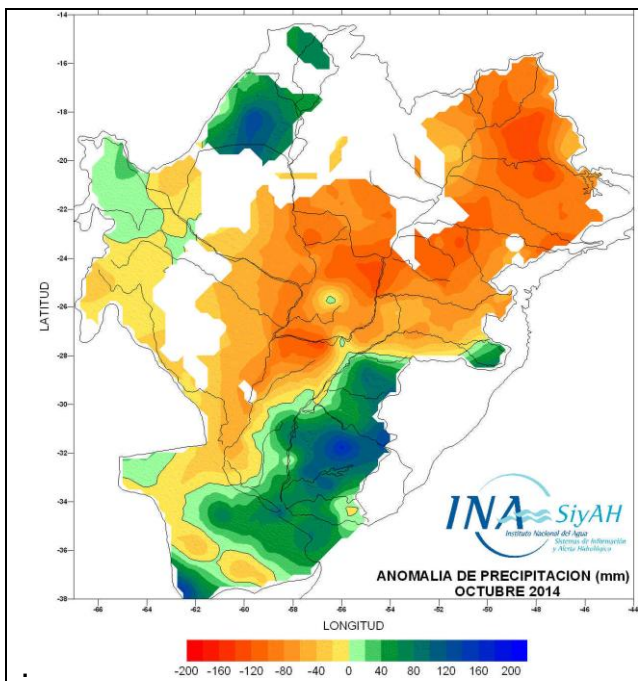 -14
-16
-18
-20
-22
-24
-26
-28
-30
-32
-34
-36
-38
LATITUD
-66 -64 -62 -60 -58 -56 -54 -52 -50 -48 -46 -44
LONGITUD
INA SiyAH
Instituto Nacional del Agua
Sistemas de Información
y Alerta Hidrológico
ANOMALIA DE PRECIPITACION (mm)
OCTUBRE 2014
-200 -160 -120 -80 -40 0 40 80 120 160 200
.